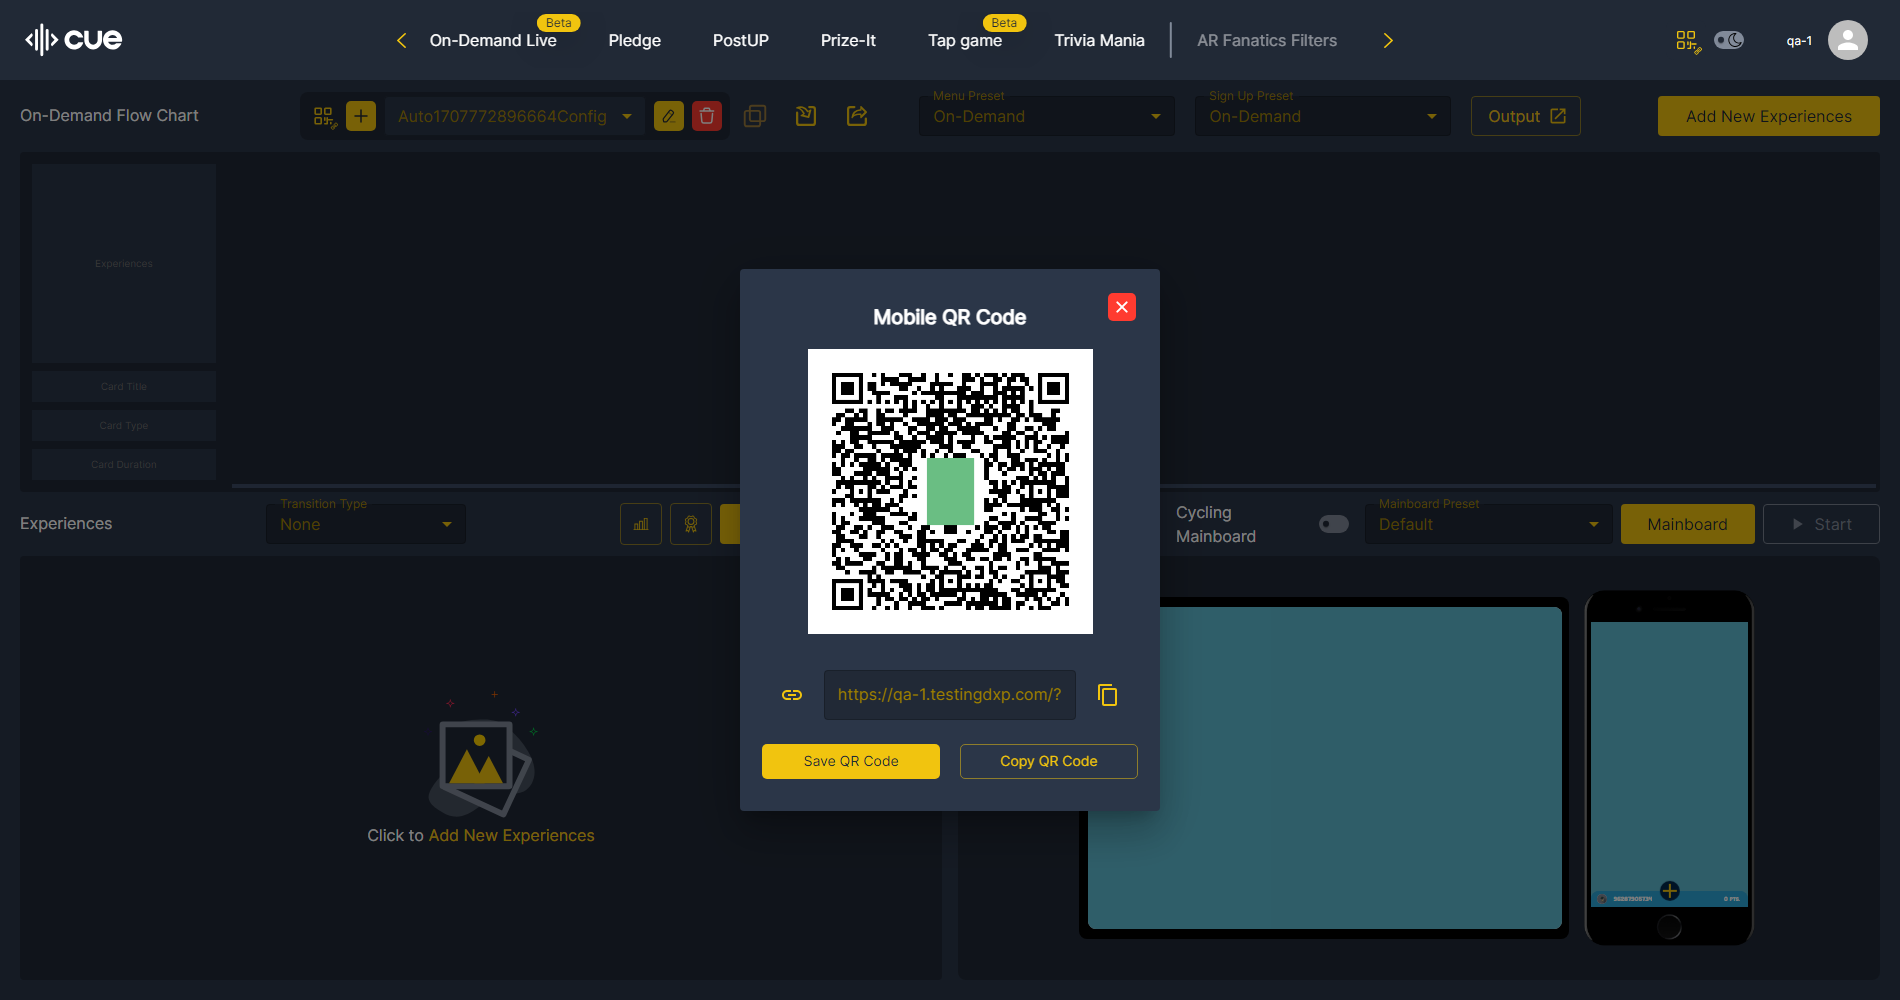 cue
On-Demand Live
Beta
Pledge
PostUP
Prize-It
Tap game
Beta
Trivia Mania
AR Fanatics Filters
qa-1
On-Demand Flow Chart
Auto1707772896664Config
Menu Preset
On-Demand
Sign Up Preset
On-Demand
Output
Add New Experiences
Experiences
Card Title
Card Type
Card Duration
Mobile QR Code
https://qa-1.testingdxp.com/?
Save QR Code
Copy QR Code
Experiences
Transition Type
None
Cycling
Mainboard
Mainboard Preset
Default
Mainboard
Start
Click to Add New Experiences
0 PTS